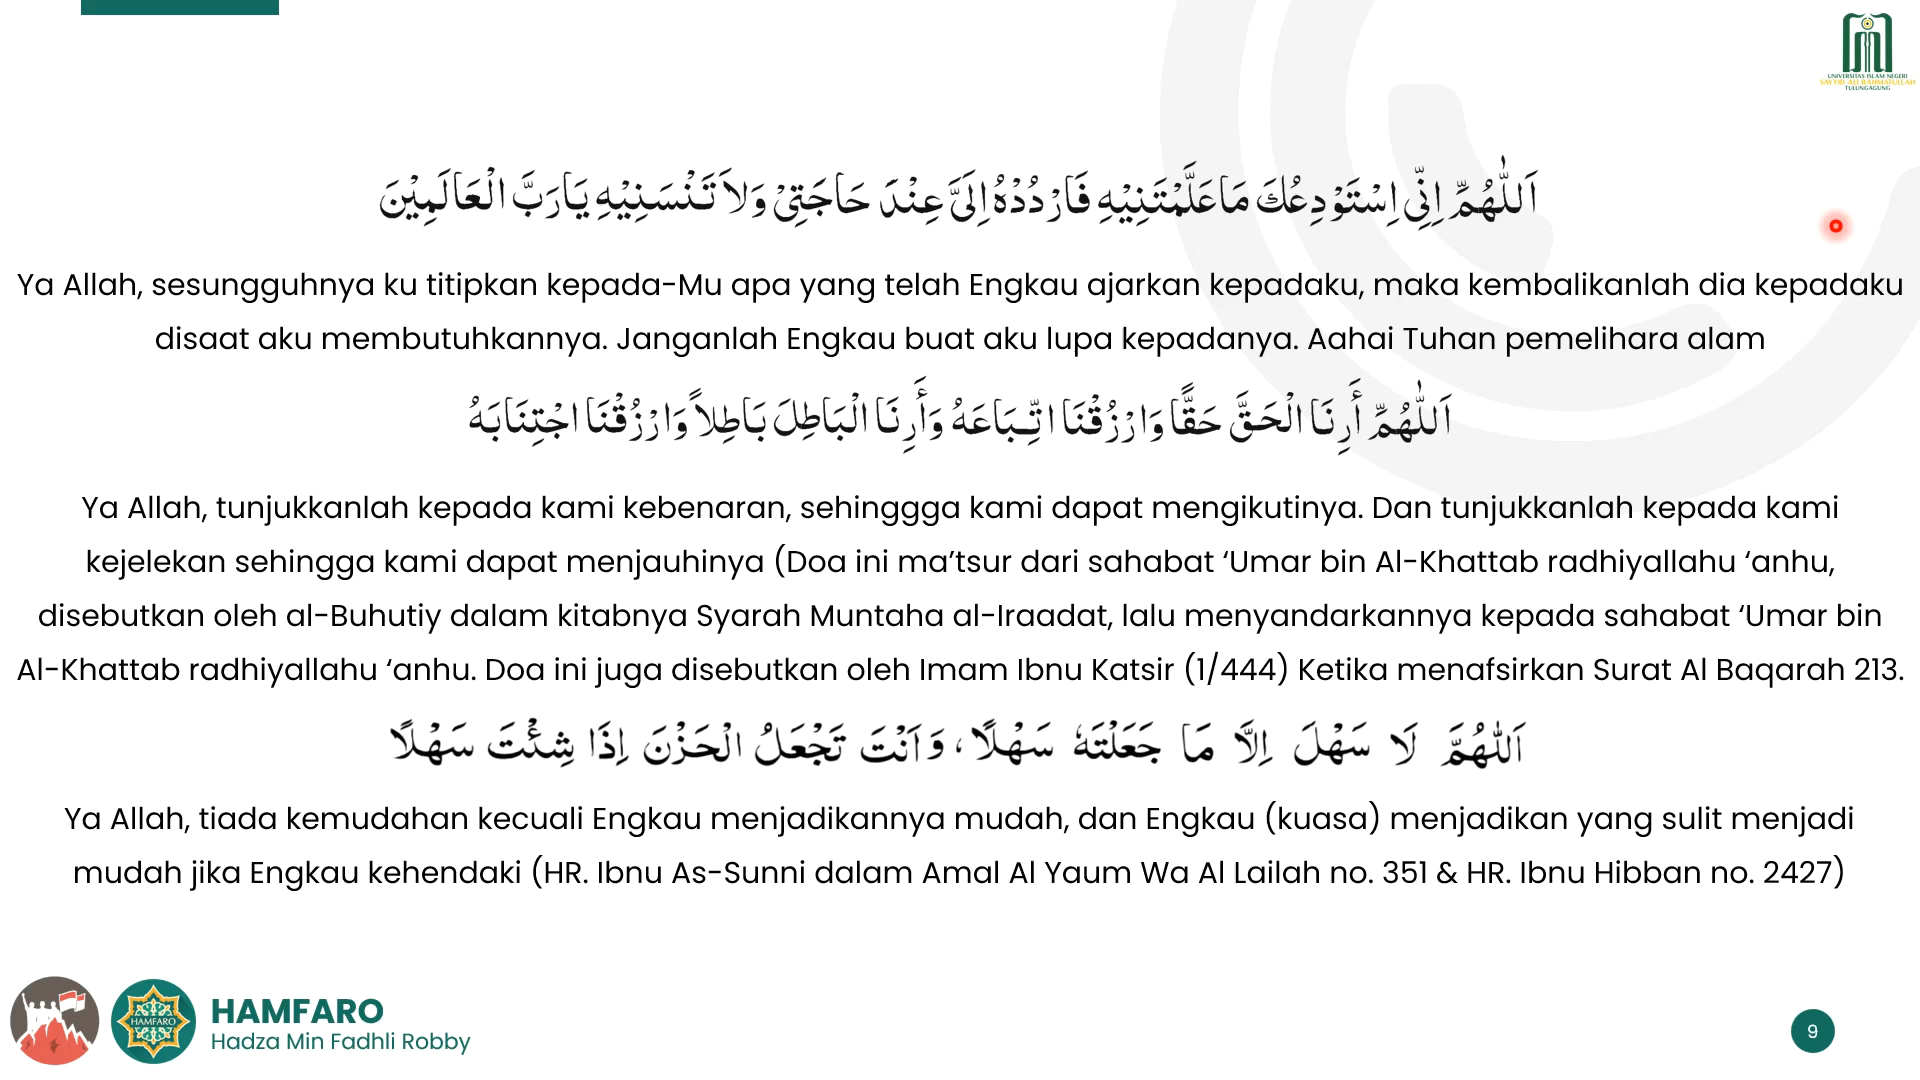 UNIVERSITAS ISLAM NEGERI
SAYYID ALI RAHMATULLAH
TULUNGAGUNG
اَللّٰهُمَّ اِنِّى اِسْتَوْدِعُكَ مَاعَلَّمْتَنِيْهِ فَارْدُدْهُ اِلَىَّ عِنْدَ حَاجَتِىْ وَلاَ تَنْسَنِيْهِ يَارَبَّ الْعَالَمِيْنَ
Ya Allah, sesungguhnya ku titipkan kepada-Mu apa yang telah Engkau ajarkan kepadaku, maka kembalikanlah dia kepadaku
disaat aku membutuhkannya. Janganlah Engkau buat aku lupa kepadanya. Aahai Tuhan pemelihara alam
اَللّٰهُمَّ أَرِنَا الْحَقَّ حَقًّا وَارْزُقْنَا اتِّبَاعَهُ وَأَرِنَا الْبَاطِلَ بَاطِلاً وَارْزُقْنَا اجْتِنَابَهُ
Ya Allah, tunjukkanlah kepada kami kebenaran, sehinggga kami dapat mengikutinya. Dan tunjukkanlah kepada kami
kejelekan sehingga kami dapat menjauhinya (Doa ini ma’tsur dari sahabat ‘Umar bin Al-Khattab radhiyallahu ‘anhu,
disebutkan oleh al-Buhutiy dalam kitabnya Syarah Muntaha al-Iraadat, lalu menyandarkannya kepada sahabat ‘Umar bin
Al-Khattab radhiyallahu ‘anhu. Doa ini juga disebutkan oleh Imam Ibnu Katsir (1/444) Ketika menafsirkan Surat Al Baqarah 213.
اَللّٰهُمَّ لَا سَهْلَ اِلَّا مَا جَعَلْتَهٗ سَهْلًا، وَاَنْتَ تَجْعَلُ الْحَزْنَ اِذَا شِئْتَ سَهْلًا
Ya Allah, tiada kemudahan kecuali Engkau menjadikannya mudah, dan Engkau (kuasa) menjadikan yang sulit menjadi
mudah jika Engkau kehendaki (HR. Ibnu As-Sunni dalam Amal Al Yaum Wa Al Lailah no. 351 & HR. Ibnu Hibban no. 2427)
HAMFARO
HAMFARO
Hadza Min Fadhli Robby
9